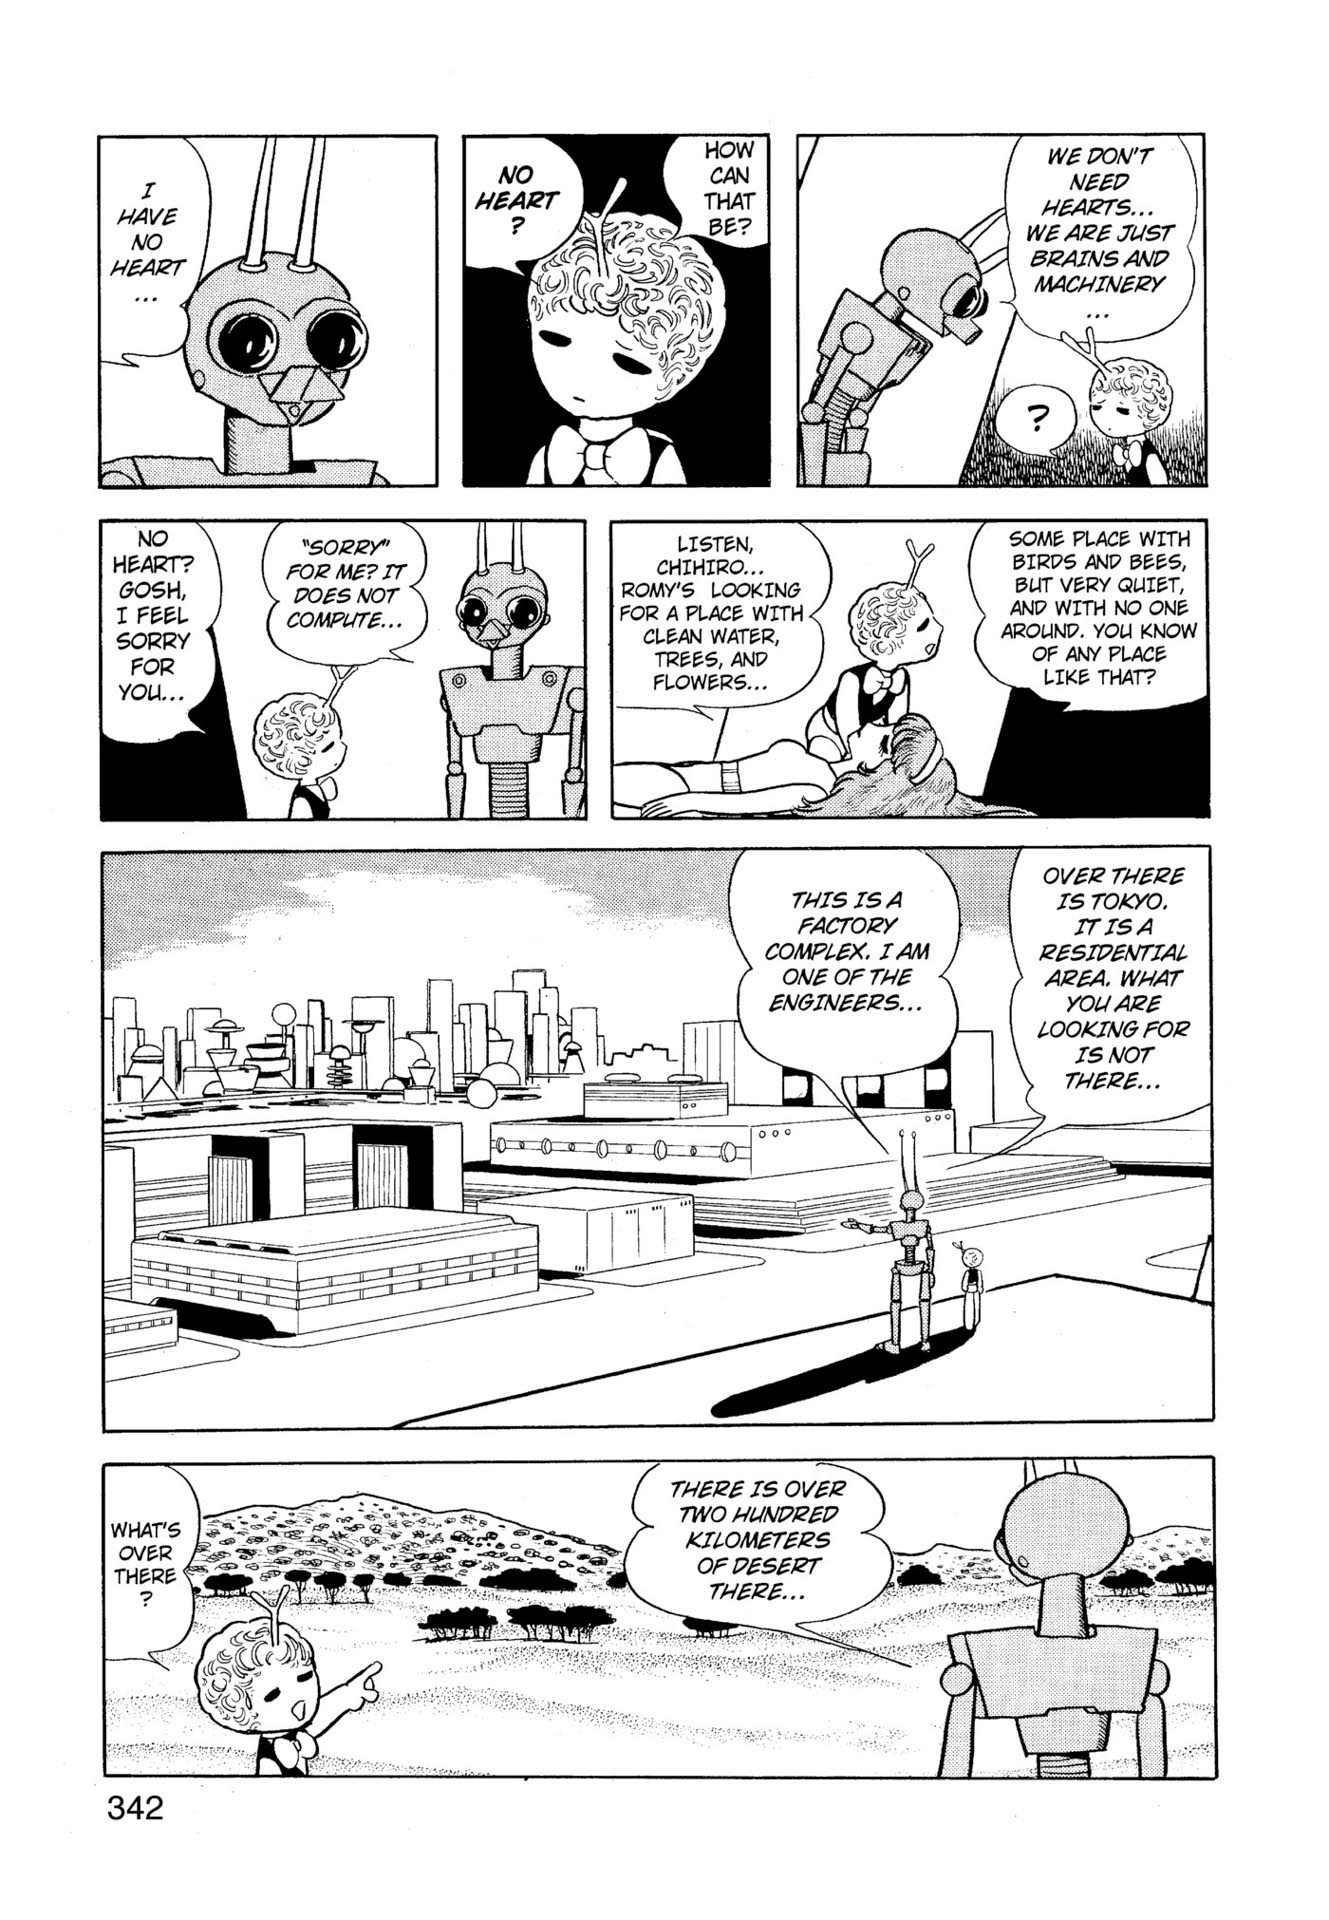 I
HAVE
NO
HEART
...
NO
HEART
?
HOW
CAN
THAT
BE?
WE DON'T
NEED
HEARTS...
WE ARE JUST
BRAINS AND
MACHINERY
...
?
NO
HEART?
GOSH,
I FEEL
SORRY
FOR
YOU...
"SORRY"
FOR ME? IT
DOES NOT
COMPUTE...
LISTEN,
CHIHIRO...
ROMY'S LOOKING
FOR A PLACE WITH
CLEAN WATER,
TREES, AND
FLOWERS...
SOME PLACE WITH
BIRDS AND BEES,
BUT VERY QUIET,
AND WITH NO ONE
AROUND. YOU KNOW
OF ANY PLACE
LIKE THAT?
THIS IS A
FACTORY
COMPLEX. I AM
ONE OF THE
ENGINEERS...
OVER THERE
IS TOKYO.
IT IS A
RESIDENTIAL
AREA. WHAT
YOU ARE
LOOKING FOR
IS NOT
THERE...
WHAT'S
OVER
THERE
?
THERE IS OVER
TWO HUNDRED
KILOMETERS
OF DESERT
THERE...
342